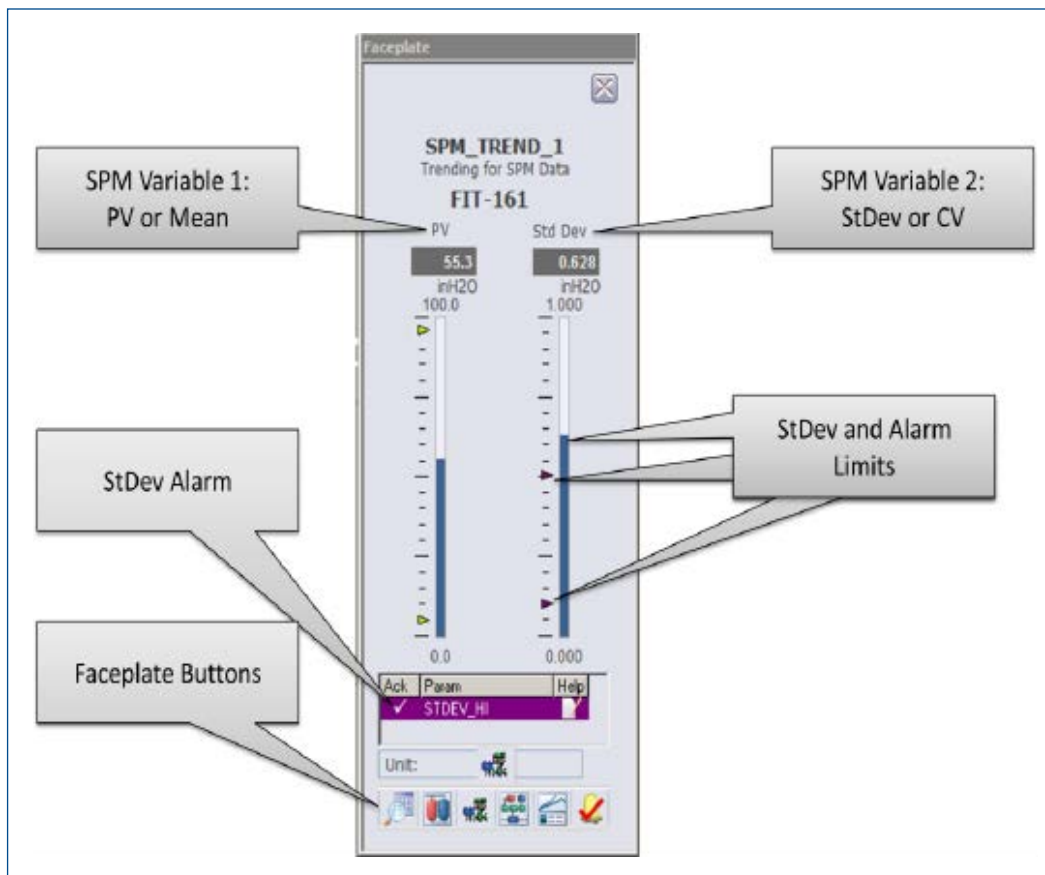 Faceplate
SPM_TREND_1
Trending for SPM Data
FIT-161
SPM Variable 1:
PV or Mean
SPM Variable 2:
StDev or CV
PV
Std Dev
55.3
0.628
inH2O
inH2O
100.0
1.000
StDev and Alarm
Limits
StDev Alarm
0.0
0.000
Faceplate Buttons
Ack Param Help
STDEV_HI
Unit: